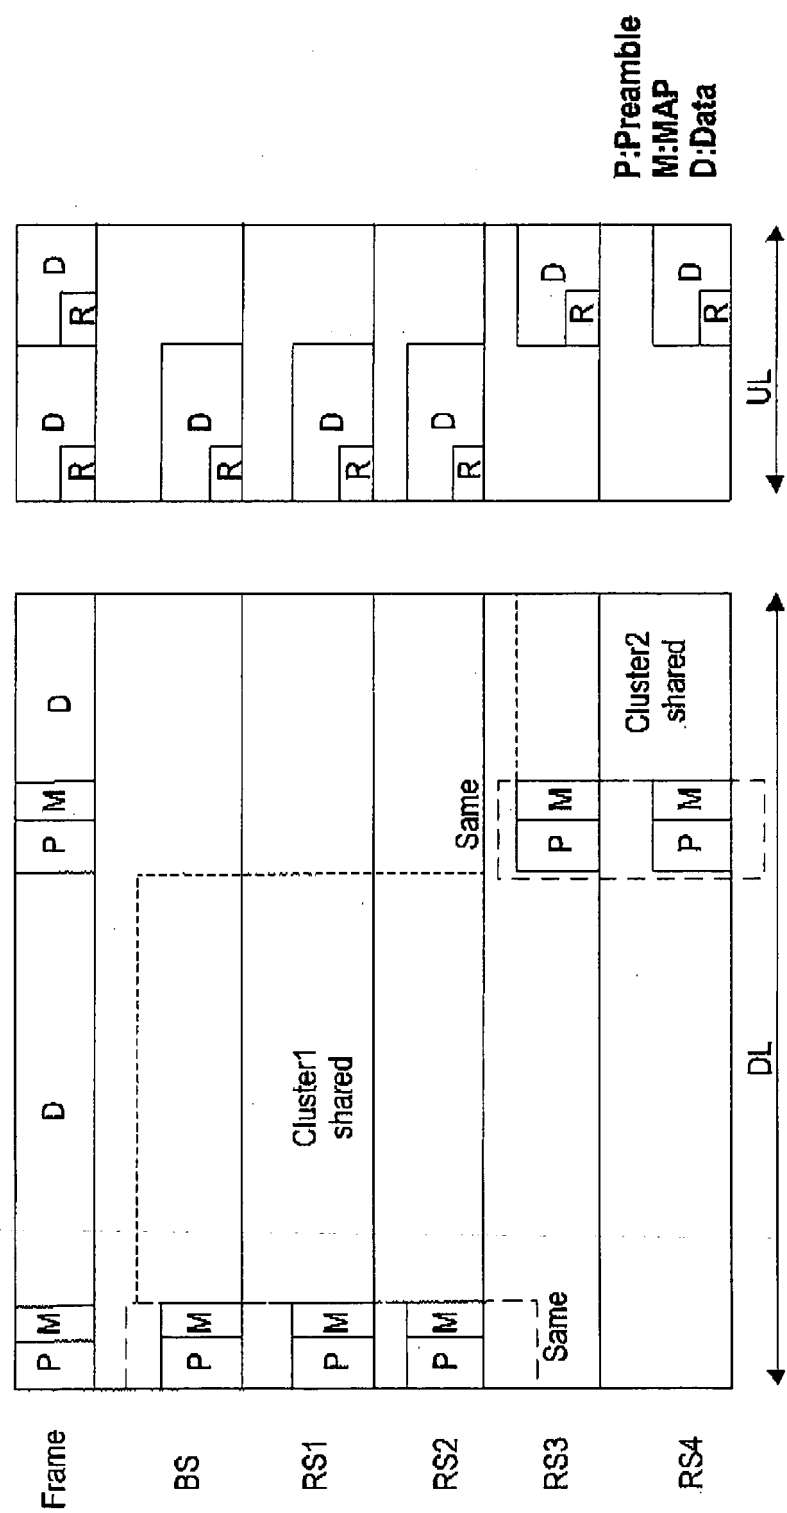 Frame P M D P M D D D
R R
BS P M D
R
Cluster1
shared
RS1 P M D
R
RS2 P M D
R
Same
Same
RS3 P M D
R
Cluster2
shared
RS4 P M D
R
DL UL
P:Preamble
M:MAP
D:Data